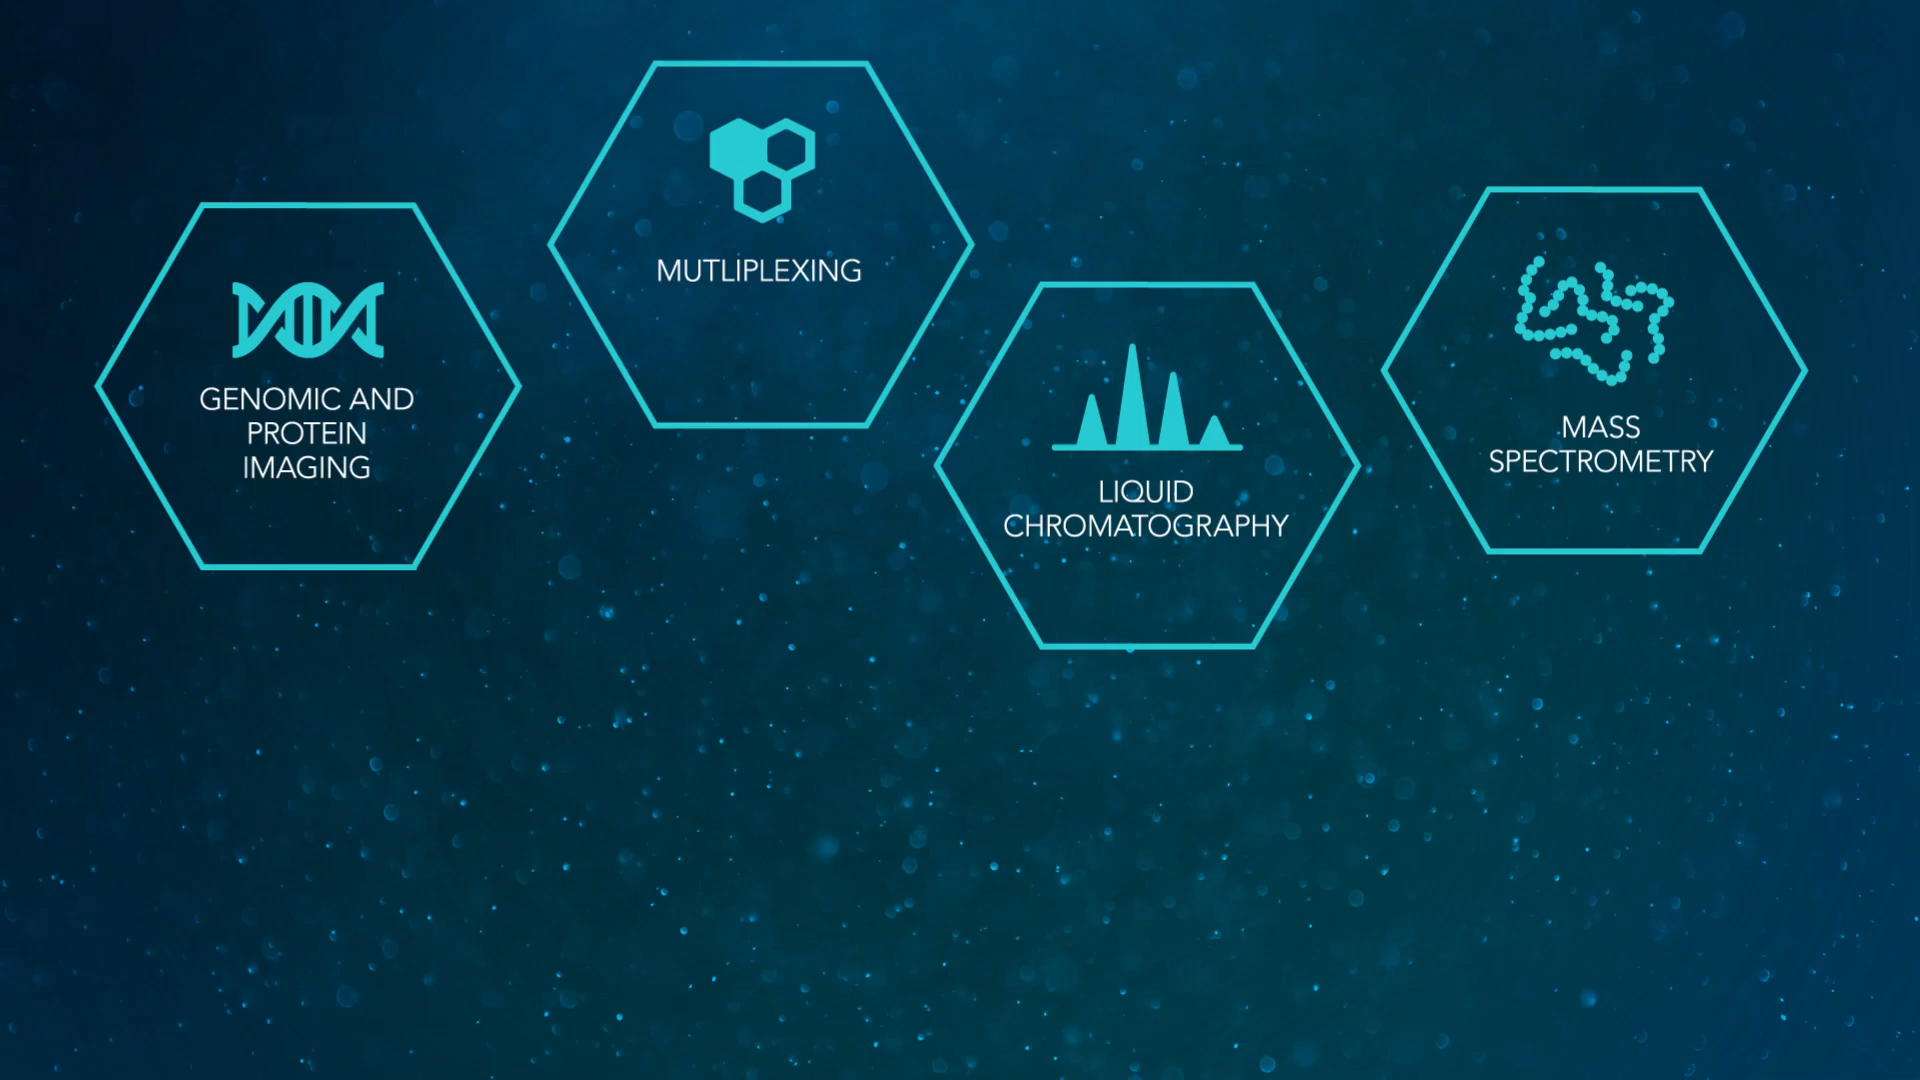 GENOMIC AND
PROTEIN
IMAGING
MUTLIPLEXING
LIQUID
CHROMATOGRAPHY
MASS
SPECTROMETRY